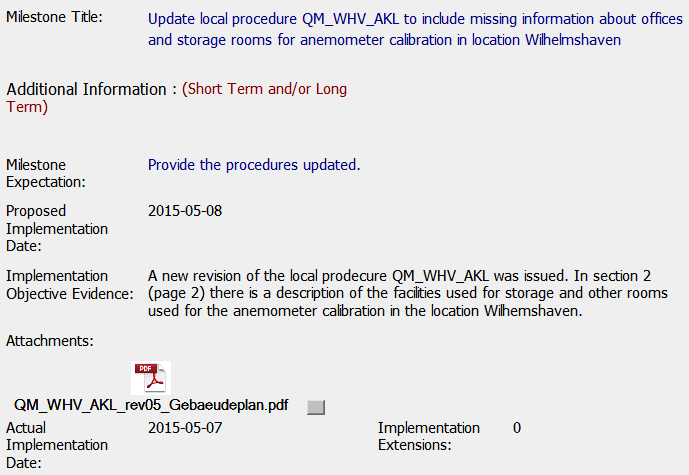 Milestone Title: Update local procedure QM_WHV_AKL to include missing information about offices
and storage rooms for anemometer calibration in location Wilhelmshaven
Additional Information : (Short Term and/or Long
Term)
Milestone Provide the procedures updated.
Expectation:
Proposed 2015-05-08
Implementation
Date:
Implementation A new revision of the local prodecure QM_WHV_AKL was issued. In section 2
Objective Evidence: (page 2) there is a description of the facilities used for storage and other rooms
used for the anemometer calibration in the location Wilhemshaven.
Attachments:
PDF
QM_WHV_AKL_rev05_Gebaeudeplan.pdf
Actual 2015-05-07 Implementation 0
Implementation Extensions:
Date: